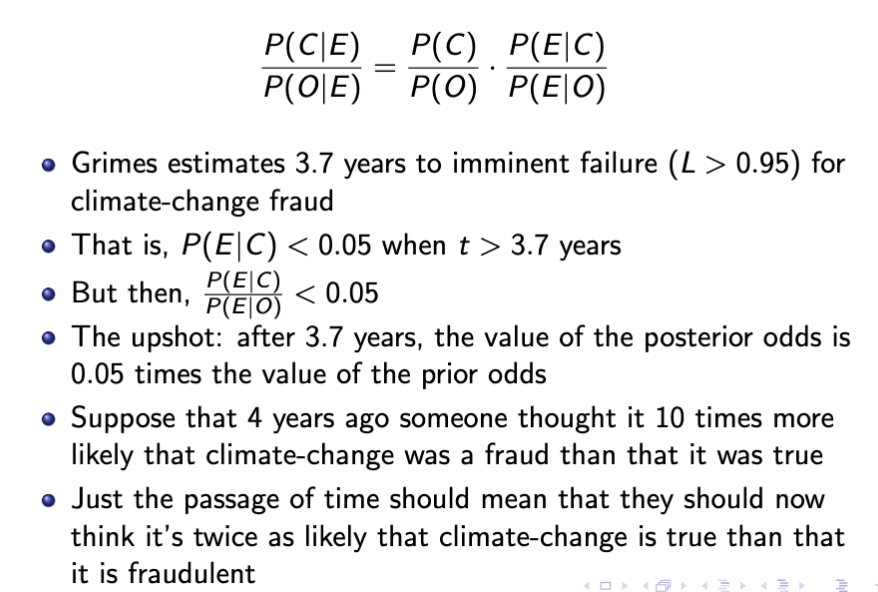 P(C|E) / P(O|E) = P(C) / P(O) · P(E|C) / P(E|O)
Grimes estimates 3.7 years to imminent failure (L > 0.95) for
climate-change fraud
That is, P(E|C) < 0.05 when t > 3.7 years
But then, P(E|C) / P(E|O) < 0.05
The upshot: after 3.7 years, the value of the posterior odds is
0.05 times the value of the prior odds
Suppose that 4 years ago someone thought it 10 times more
likely that climate-change was a fraud than that it was true
Just the passage of time should mean that they should now
think it's twice as likely that climate-change is true than that
it is fraudulent